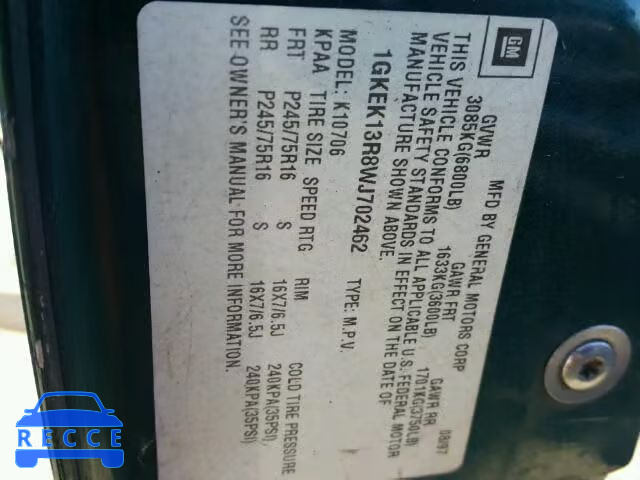 GM
MFD BY GENERAL MOTORS CORP 08/97
GVWR GAWR FRT GAWR RR
3085KG(6800LB) 1633KG(3600LB) 1701KG(3750LB)
THIS VEHICLE CONFORMS TO ALL APPLICABLE U.S. FEDERAL MOTOR
VEHICLE SAFETY STANDARDS IN EFFECT ON THE DATE OF
MANUFACTURE SHOWN ABOVE.
1GKEK13R8WJ702462 TYPE: M.P.V.
MODEL: K10706
KPAA TIRE SIZE SPEED RTG RIM COLD TIRE PRESSURE
FRT P245/75R16 S 16X7/6.5J 240KPA(35PSI)
RR P245/75R16 S 16X7/6.5J 240KPA(35PSI)
SEE OWNER'S MANUAL FOR MORE INFORMATION.
RECCE